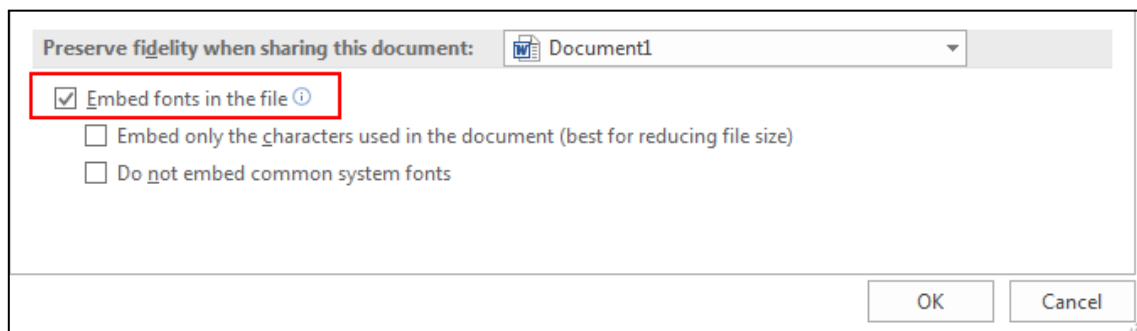 Preserve fidelity when sharing this document: Document1
Embed fonts in the file
Embed only the characters used in the document (best for reducing file size)
Do not embed common system fonts
OK Cancel